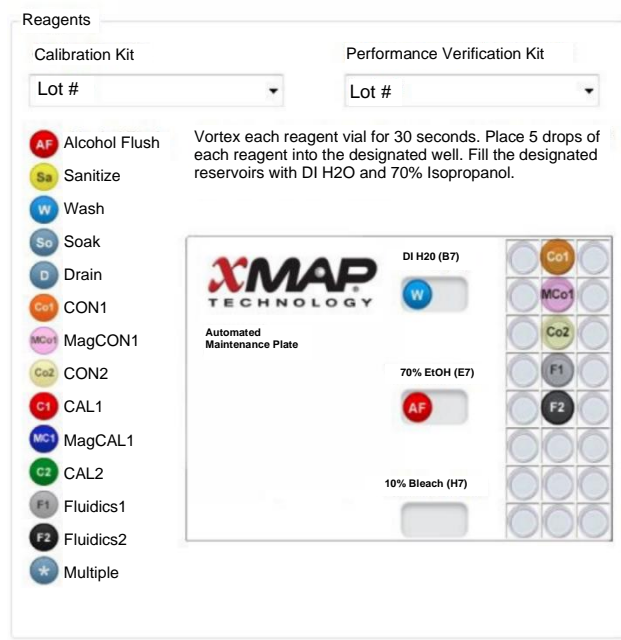 Reagents
Calibration Kit
Performance Verification Kit
Lot #
Lot #
Vortex each reagent vial for 30 seconds. Place 5 drops of
each reagent into the designated well. Fill the designated
reservoirs with DI H2O and 70% Isopropanol.
AF Alcohol Flush
Sa Sanitize
W Wash
So Soak
D Drain
Co1 CON1
MCo1 MagCON1
Co2 CON2
C1 CAL1
MC1 MagCAL1
C2 CAL2
F1 Fluidics1
F2 Fluidics2
* Multiple
XMAP
TECHNOLOGY
Automated
Maintenance Plate
DI H20 (B7)
W
70% EtOH (E7)
AF
10% Bleach (H7)
Co1
MCo1
Co2
F1
F2